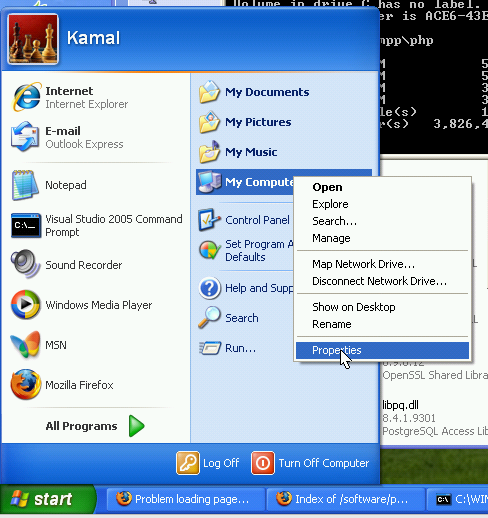 Volume in drive C has no label.
er is ACE6-43E
mpp\php
5
5
3
3
le(s) 1
r(s) 3,826,4
Kamal
Internet
Internet Explorer
E-mail
Outlook Express
Notepad
Visual Studio 2005 Command
Prompt
Sound Recorder
Windows Media Player
MSN
Mozilla Firefox
All Programs
My Documents
My Pictures
My Music
My Compute
Control Panel
Set Program A
Defaults
Help and Supp
Search
Run...
Open
Explore
Search...
Manage
Map Network Drive...
Disconnect Network Drive...
Show on Desktop
Rename
Properties
OpenSSL Shared Libra
libpq.dll
8.4.1.9301
PostgreSQL Access Lib
Log Off
Turn Off Computer
start
Problem loading page...
Index of /software/p...
C:\WIN